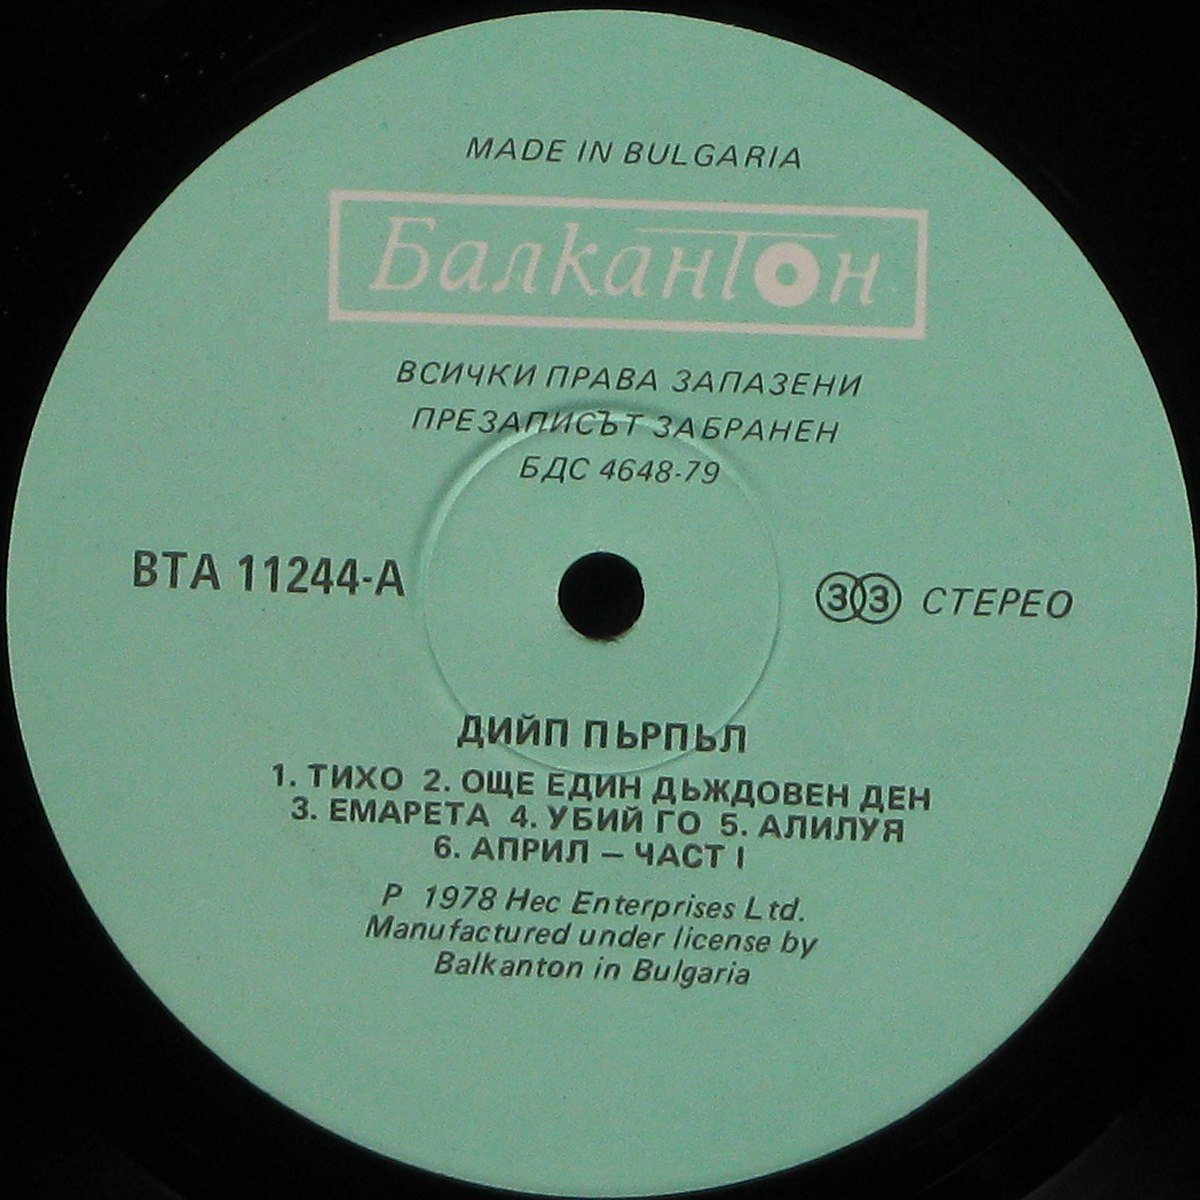 MADE IN BULGARIA
Балкантон
ВСИЧКИ ПРАВА ЗАПАЗЕНИ
ПРЕЗАПИСЪТ ЗАБРАНЕН
БДС 4648-79
ВТА 11244-А
33 СТЕРЕО
ДИЙП ПЬРПЬЛ
1. ТИХО 2. ОЩЕ ЕДИН ДЬЖДОВЕН ДЕН
3. ЕМАРЕТА 4. УБИЙ ГО 5. АЛИЛУЯ
6. АПРИЛ – ЧАСТ I
P 1978 Hec Enterprises Ltd.
Manufactured under license by
Balkanton in Bulgaria